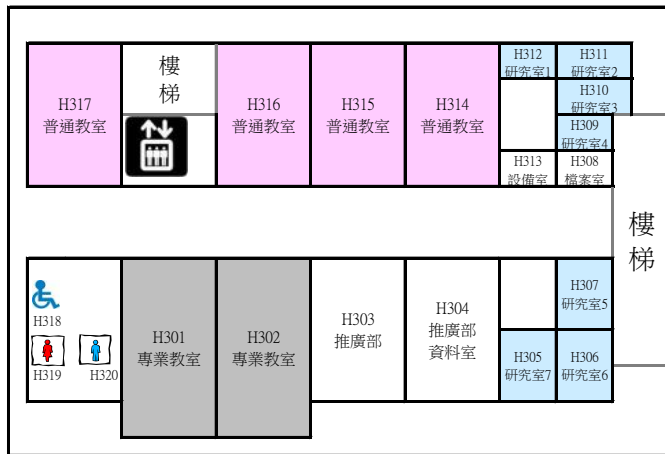 H317
普通教室
樓
梯
H316
普通教室
H315
普通教室
H314
普通教室
H312
研究室1
H311
研究室2
H310
研究室3
H309
研究室4
H313
設備室
H308
檔案室
樓
梯
H318
H319
H320
H301
專業教室
H302
專業教室
H303
推廣部
H304
推廣部
資料室
H307
研究室5
H305
研究室7
H306
研究室6